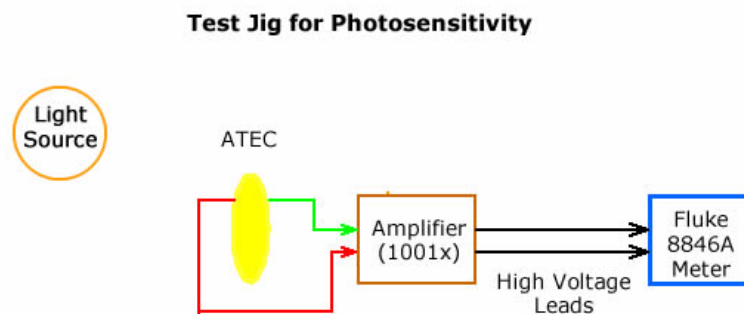 Test Jig for Photosensitivity
Light
Source
ATEC
Amplifier
(1001x)
Fluke
8846A
Meter
High Voltage
Leads